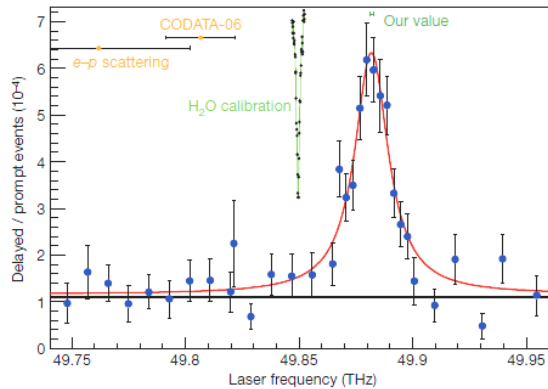 CODATA-06
Our value
e–p scattering
H₂O calibration
Delayed / prompt events (10⁻⁴)
7
6
5
4
3
2
1
0
49.75
49.8
49.85
49.9
49.95
Laser frequency (THz)